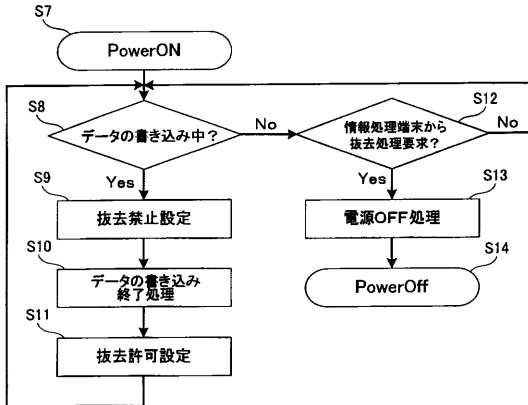 S7
PowerON
S8
データの書き込み中？
No
S12
情報処理端末から
抜去処理要求？
No
Yes
Yes
S9
抜去禁止設定
S13
電源OFF処理
S10
データの書き込み
終了処理
S14
PowerOff
S11
抜去許可設定